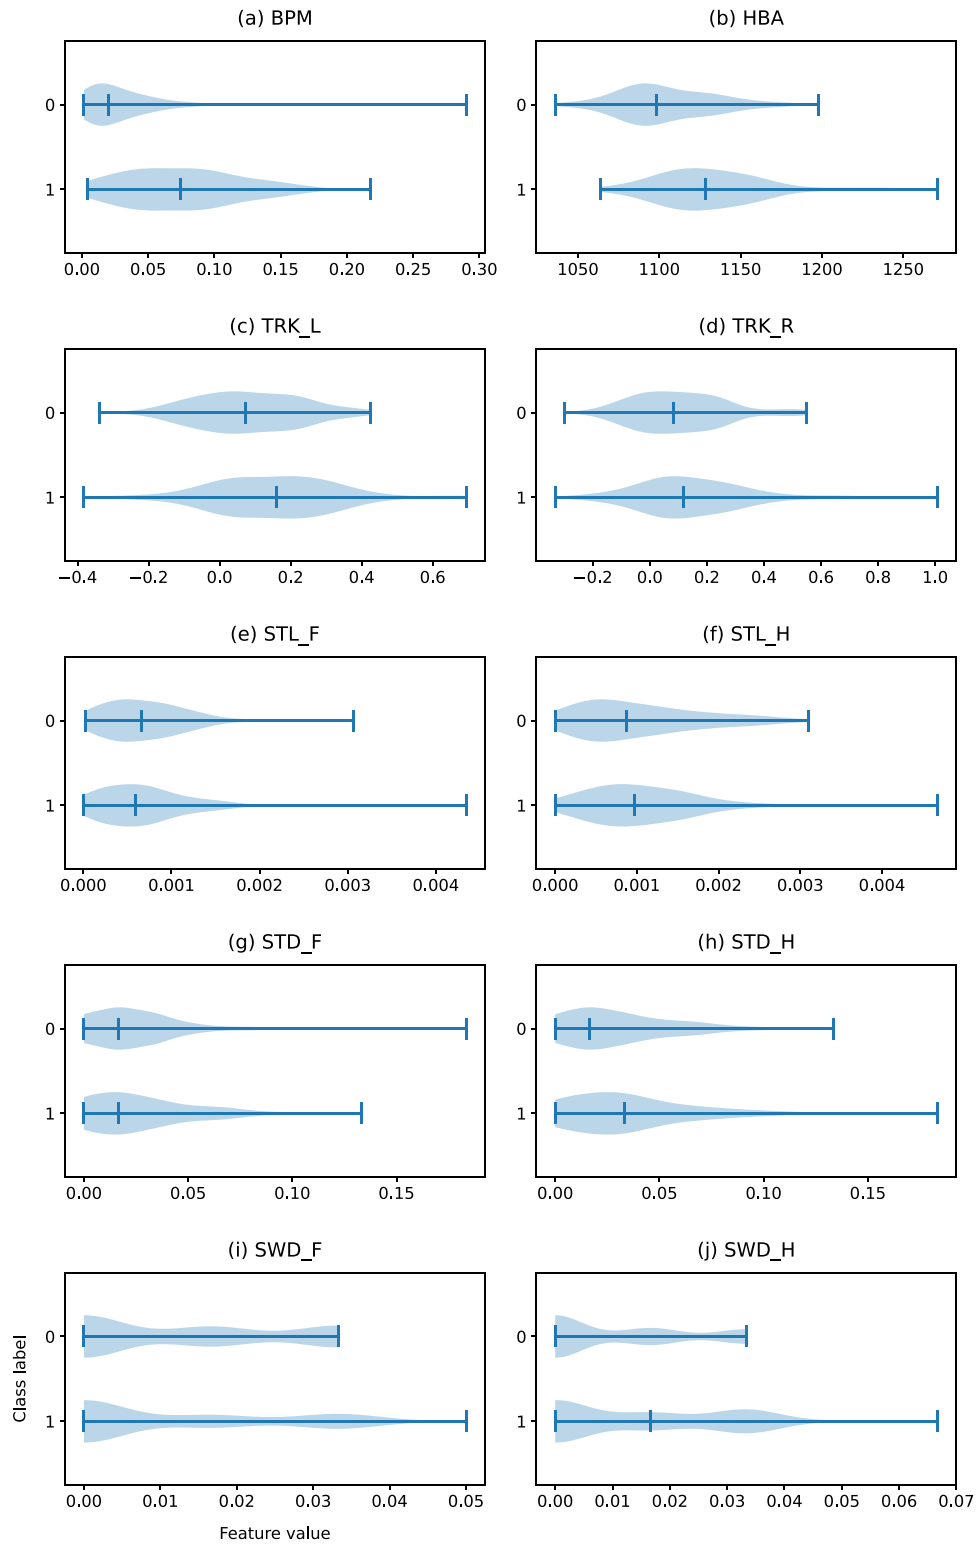 (a) BPM
(b) HBA
0
1
0.00 0.05 0.10 0.15 0.20 0.25 0.30
0
1
1050 1100 1150 1200 1250
(c) TRK_L
(d) TRK_R
0
1
−0.4 −0.2 0.0 0.2 0.4 0.6
0
1
−0.2 0.0 0.2 0.4 0.6 0.8 1.0
(e) STL_F
(f) STL_H
0
1
0.000 0.001 0.002 0.003 0.004
0
1
0.000 0.001 0.002 0.003 0.004
(g) STD_F
(h) STD_H
0
1
0.00 0.05 0.10 0.15
0
1
0.00 0.05 0.10 0.15
(i) SWD_F
(j) SWD_H
Class label
0
1
0.00 0.01 0.02 0.03 0.04 0.05
0
1
0.00 0.01 0.02 0.03 0.04 0.05 0.06 0.07
Feature value